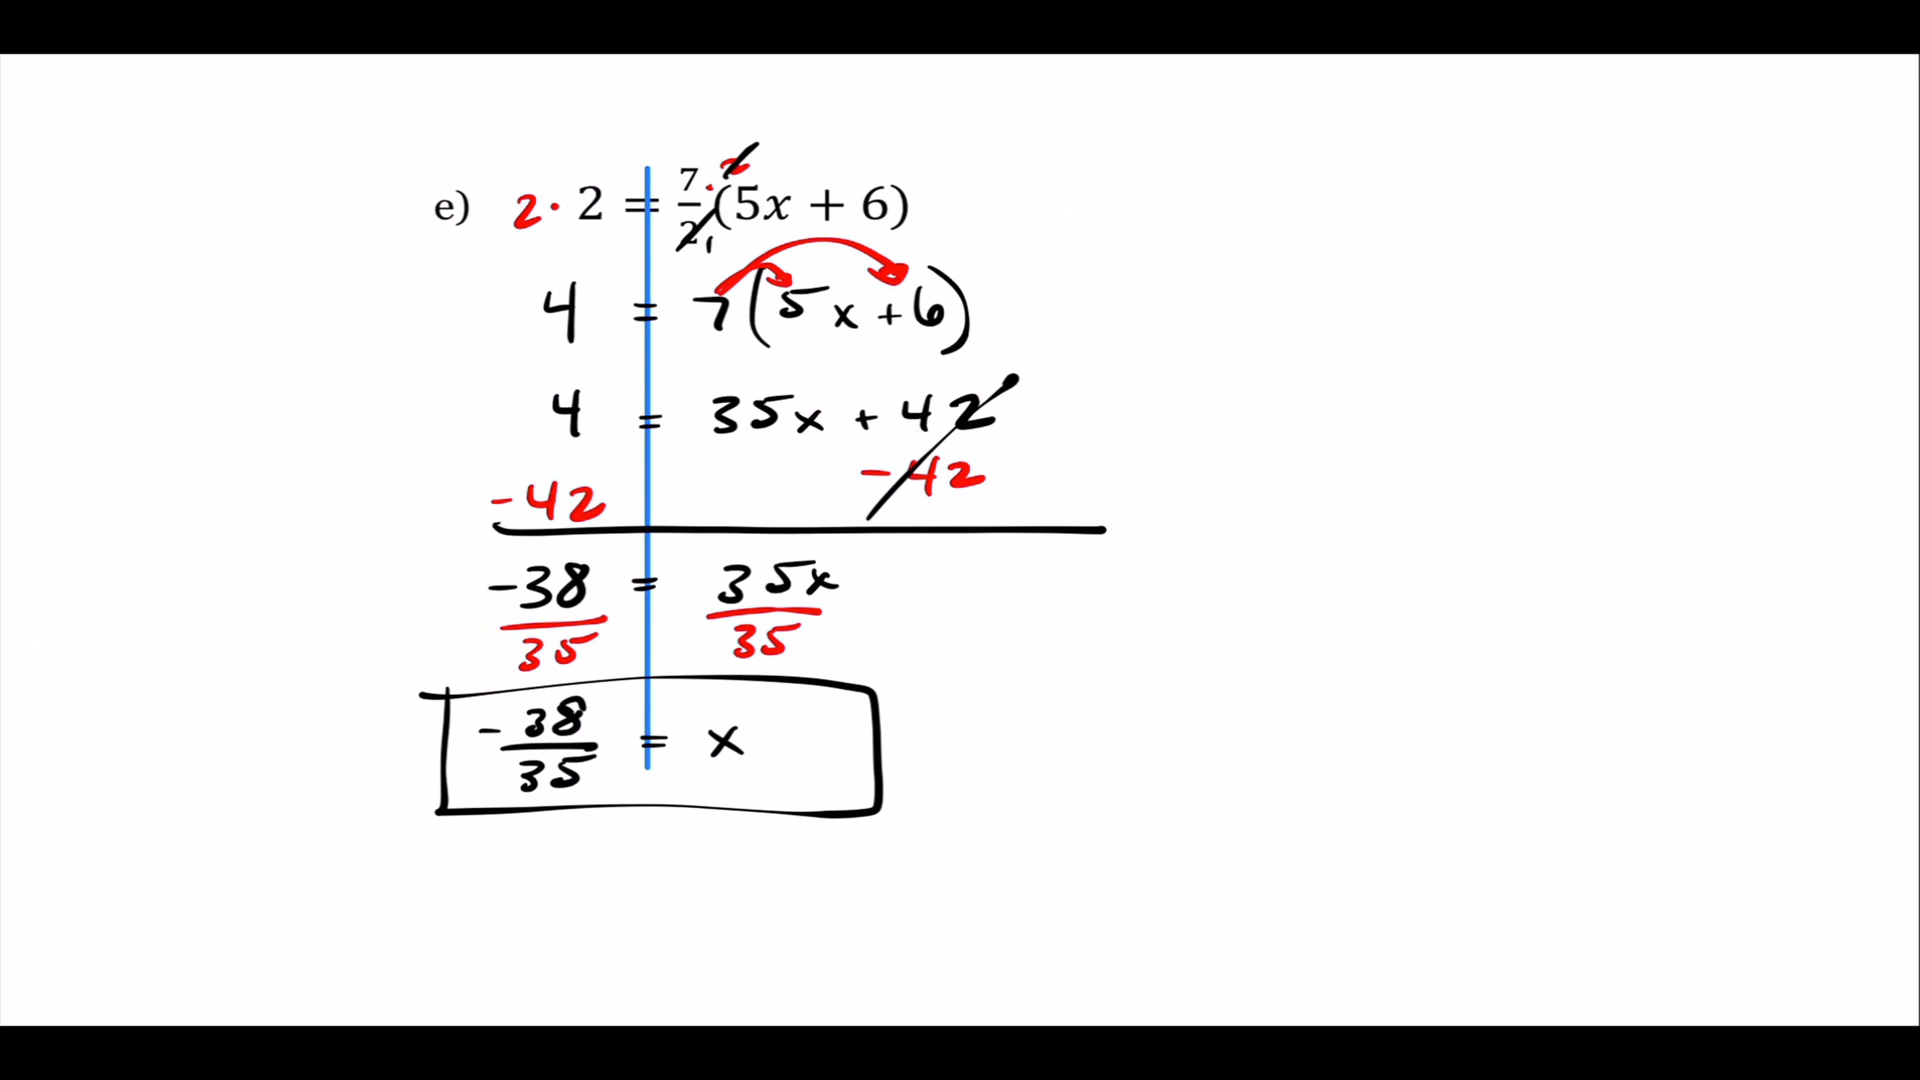 e) 2 · 2 = 7/2 · 2 (5x + 6)
1
4 = 7(5x + 6)
4 = 35x + 42
-42 -42
-38 = 35x
35 35
-38/35 = x